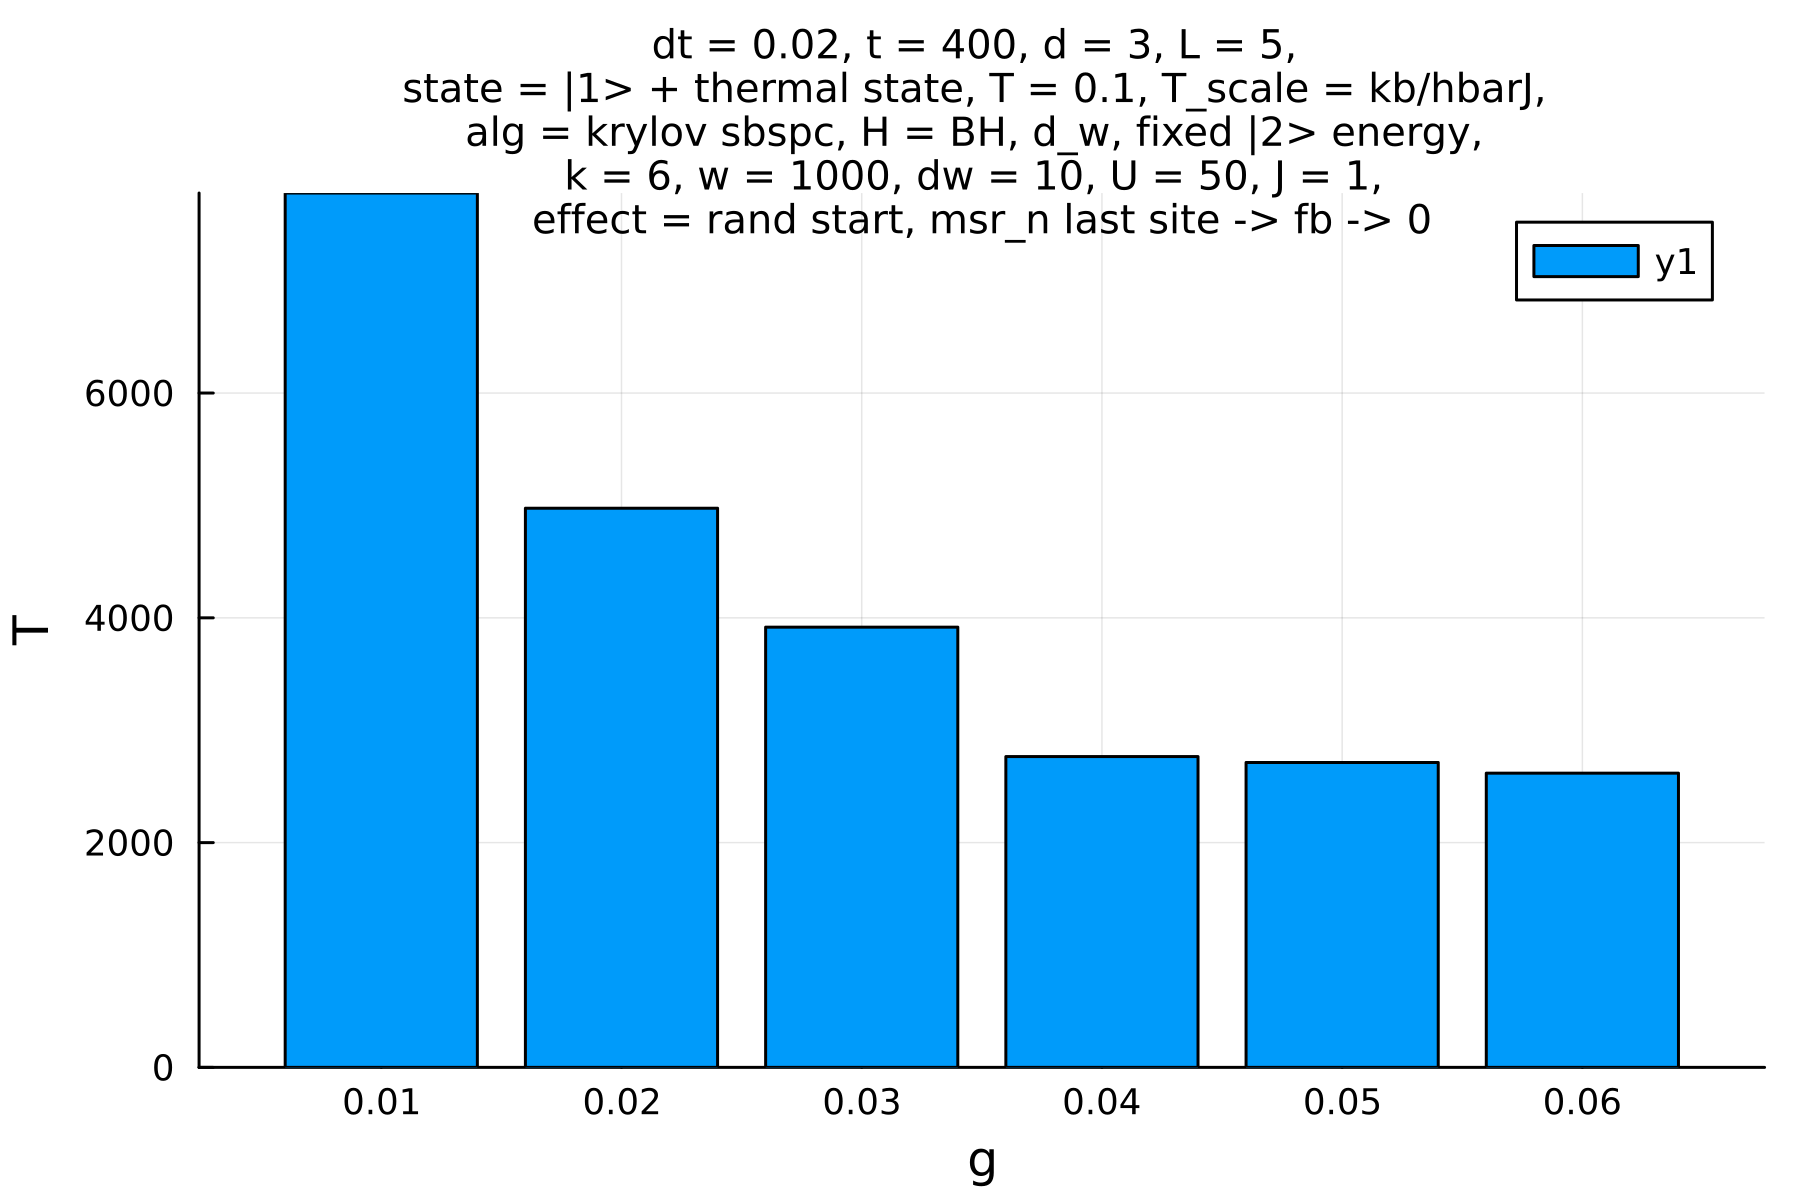 dt = 0.02, t = 400, d = 3, L = 5,
state = |1> + thermal state, T = 0.1, T_scale = kb/hbarJ,
alg = krylov sbspc, H = BH, d_w, fixed |2> energy,
k = 6, w = 1000, dw = 10, U = 50, J = 1,
effect = rand start, msr_n last site -> fb -> 0
y1
6000
4000
2000
0
T
0.01 0.02 0.03 0.04 0.05 0.06
g